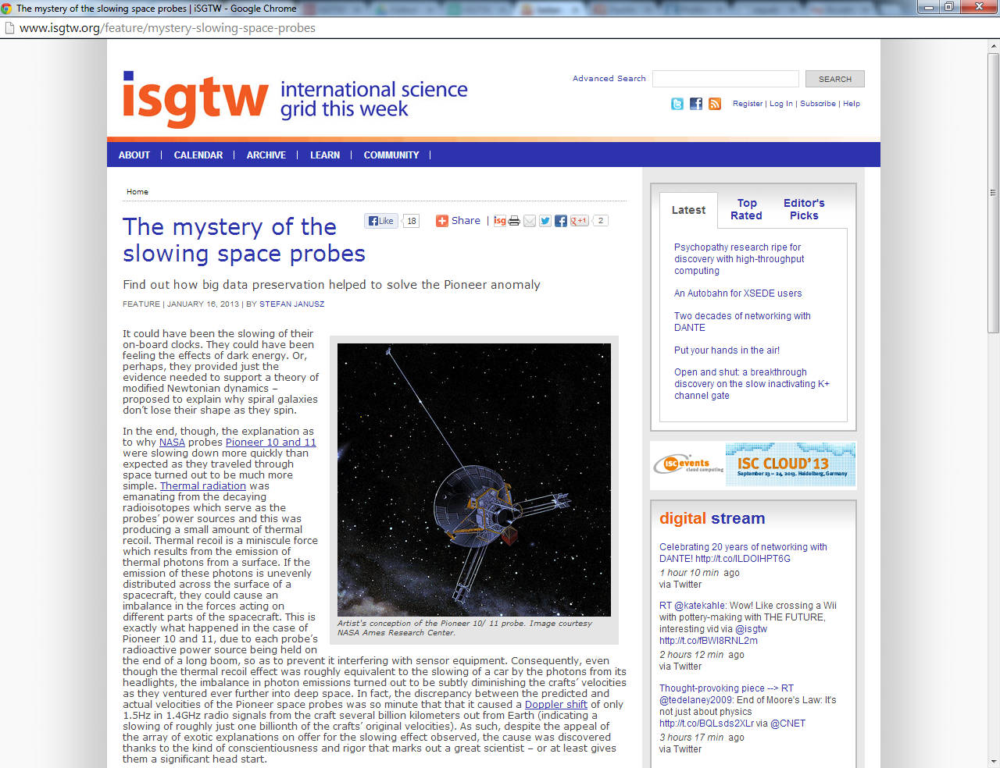 The mystery of the slowing space probes | iSGTW - Google Chrome
www.isgtw.org/feature/mystery-slowing-space-probes
isgtw international science
grid this week
Advanced Search
SEARCH
Register | Log In | Subscribe | Help
ABOUT | CALENDAR | ARCHIVE | LEARN | COMMUNITY |
Home
The mystery of the
slowing space probes
Like 18
Share | isg +1 2
Find out how big data preservation helped to solve the Pioneer anomaly
FEATURE | JANUARY 16, 2013 | BY STEFAN JANUSZ
It could have been the slowing of their
on-board clocks. They could have been
feeling the effects of dark energy. Or,
perhaps, they provided just the
evidence needed to support a theory of
modified Newtonian dynamics –
proposed to explain why spiral galaxies
don’t lose their shape as they spin.
In the end, though, the explanation as
to why NASA probes Pioneer 10 and 11
were slowing down more quickly than
expected as they traveled through
space turned out to be much more
simple. Thermal radiation was
emanating from the decaying
radioisotopes which serve as the
probes’ power sources and this was
producing a small amount of thermal
recoil. Thermal recoil is a miniscule force
which results from the emission of
thermal photons from a surface. If the
emission of these photons is unevenly
distributed across the surface of a
spacecraft, they could cause an
imbalance in the forces acting on
different parts of the spacecraft. This is
exactly what happened in the case of
Pioneer 10 and 11, due to each probe’s
radioactive power source being held on
the end of a long boom, so as to prevent it interfering with sensor equipment. Consequently, even
though the thermal recoil effect was roughly equivalent to the slowing of a car by the photons from its
headlights, the imbalance in photon emissions turned out to be subtly diminishing the crafts’ velocities
as they ventured ever further into deep space. In fact, the discrepancy between the predicted and
actual velocities of the Pioneer space probes was so minute that that it caused a Doppler shift of only
1.5Hz in 1.4GHz radio signals from the craft several billion kilometers out from Earth (indicating a
slowing of roughly just one billionth of the crafts’ original velocities). As such, despite the appeal of
the array of exotic explanations on offer for the slowing effect observed, the cause was discovered
thanks to the kind of conscientiousness and rigor that marks out a great scientist – or at least gives
them a significant head start.
Artist's conception of the Pioneer 10/ 11 probe. Image courtesy
NASA Ames Research Center.
Latest
Top
Rated
Editor's
Picks
Psychopathy research ripe for
discovery with high-throughput
computing
An Autobahn for XSEDE users
Two decades of networking with
DANTE
Put your hands in the air!
Open and shut: a breakthrough
discovery on the slow inactivating K+
channel gate
isc events
cloud computing
ISC CLOUD'13
September 23 – 24, 2013. Heidelberg, Germany
digital stream
Celebrating 20 years of networking with
DANTE! http://t.co/ILDOlHPT6G
1 hour 10 min ago
via Twitter
RT @katekahle: Wow! Like crossing a Wii
with pottery-making with THE FUTURE,
interesting vid via @isgtw
http://t.co/fBWI8RNL2m
2 hours 12 min ago
via Twitter
Thought-provoking piece --> RT
@tedelaney2009: End of Moore's Law: It's
not just about physics
http://t.co/BQLsds2XLr via @CNET
3 hours 17 min ago
via Twitter